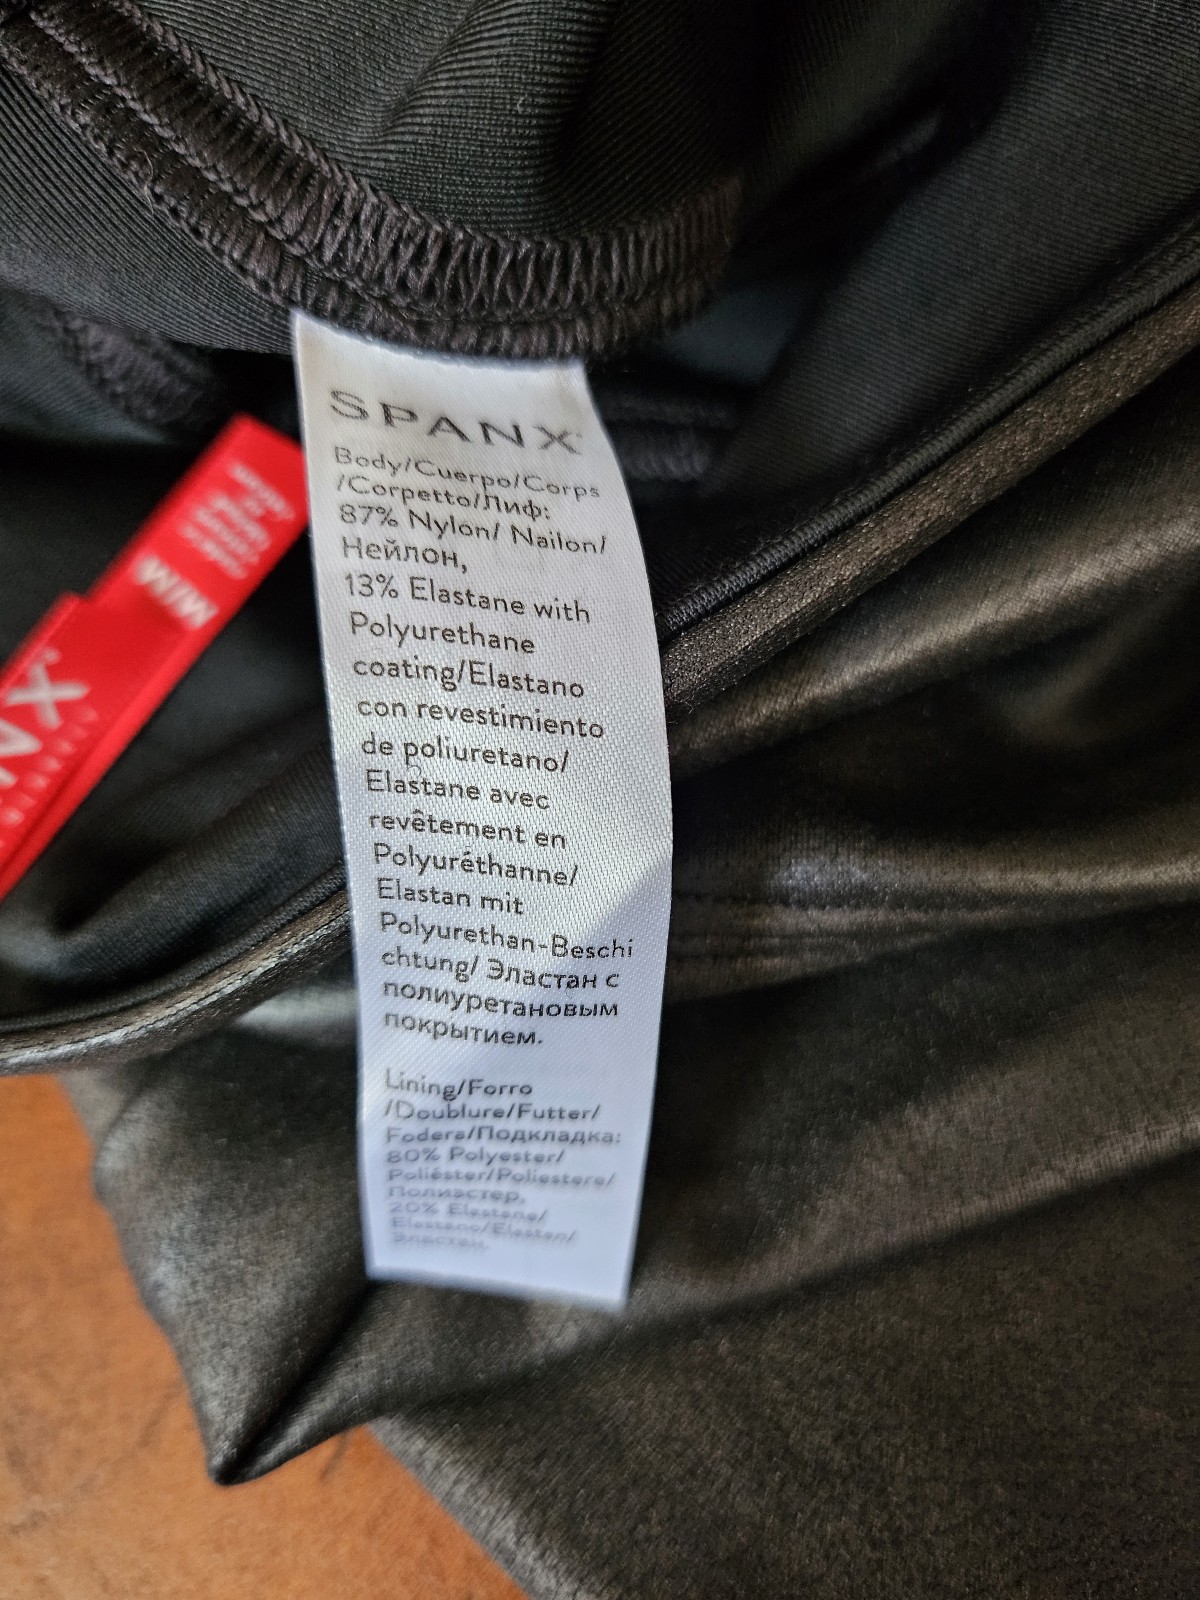 SPANX
Body/Cuerpo/Corps
/Corpetto/Лиф:
87% Nylon/ Nailon/
Нейлон,
13% Elastane with
Polyurethane
coating/Elastano
con revestimiento
de poliuretano/
Elastane avec
revêtement en
Polyuréthanne/
Elastan mit
Polyurethan-Beschi
chtung/ Эластан с
полиуретановым
покрытием.
Lining/Forro
/Doublure/Futter/
Fodera/Подкладка:
80% Polyester/
Poliéster/Poliestere/
Полиэстер,
20% Elastane/
Elastano/Elastan/
Эластан.
M/M